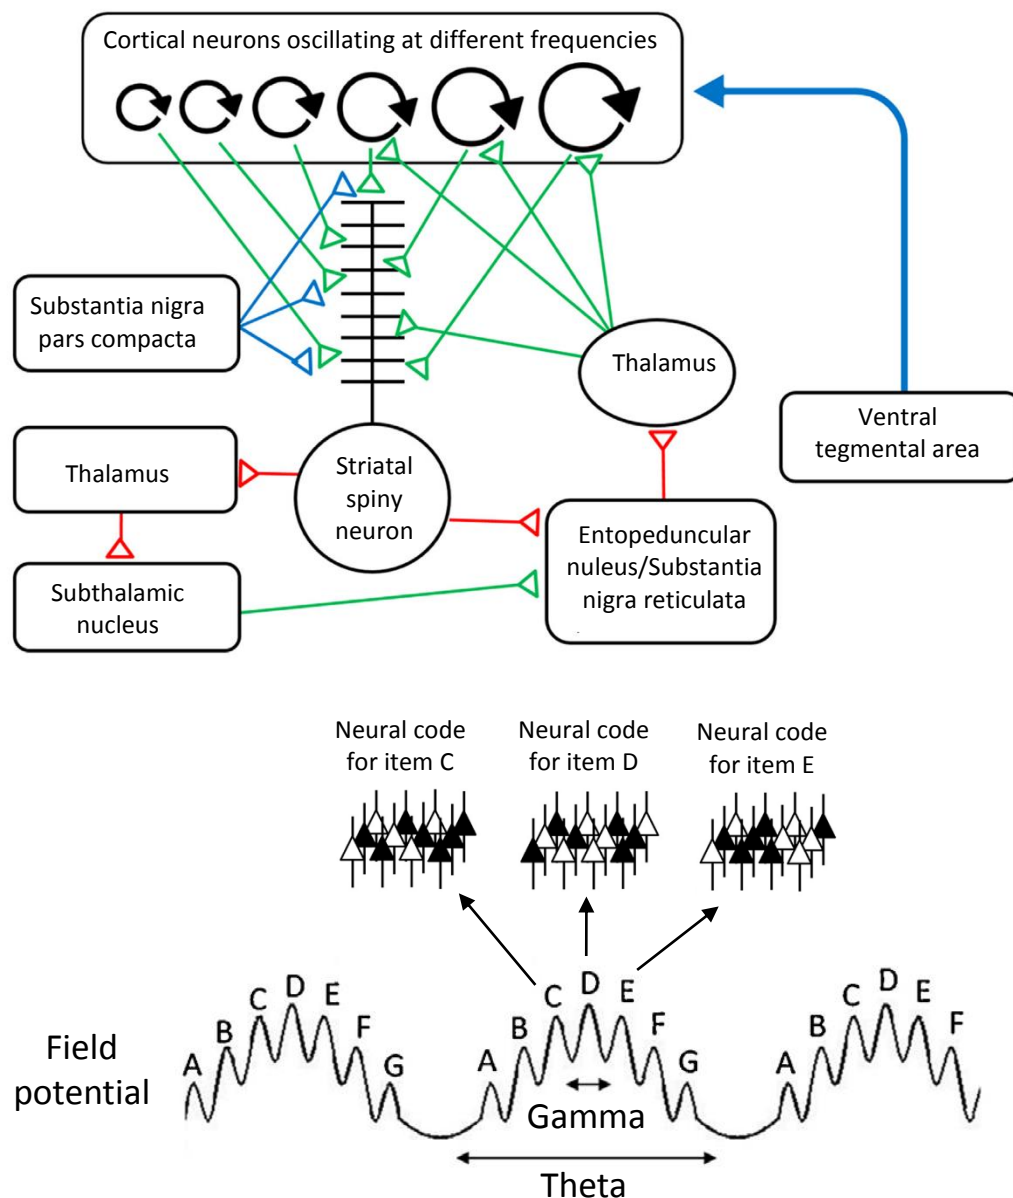 Cortical neurons oscillating at different frequencies
Substantia nigra
pars compacta
Thalamus
Ventral
tegmental area
Thalamus
Striatal
spiny
neuron
Entopeduncular
nuleus/Substantia
nigra reticulata
Subthalamic
nucleus
Neural code
for item C
Neural code
for item D
Neural code
for item E
A B C D E F G
A B C D E F G
A B C D E F
Field
potential
Gamma
Theta